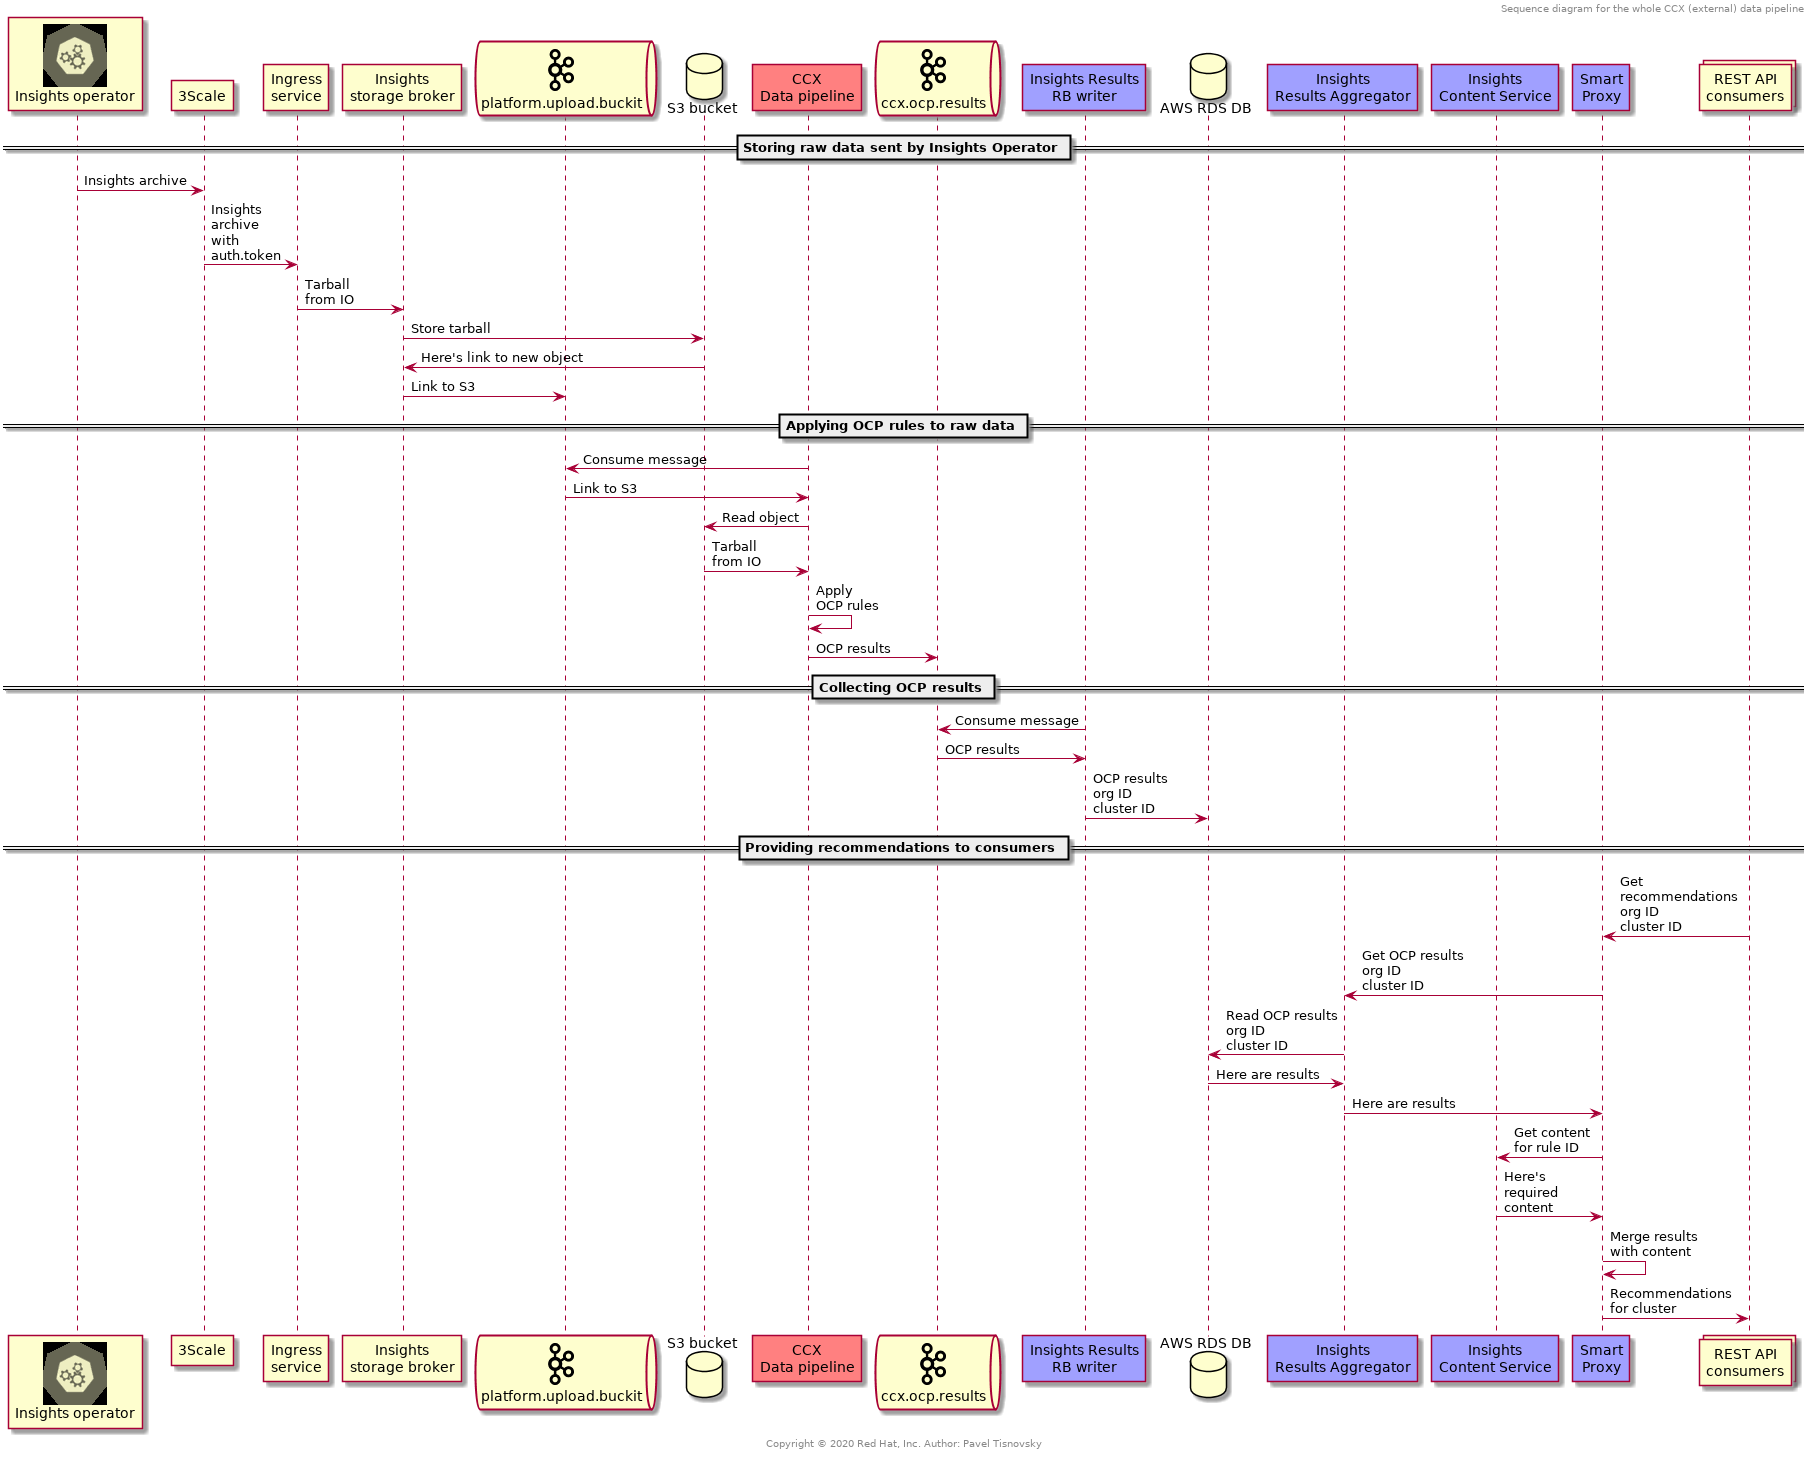 Sequence diagram for the whole CCX (external) data pipeline
Insights operator
3Scale
Ingress
service
Insights
storage broker
platform.upload.buckit
S3 bucket
CCX
Data pipeline
ccx.ocp.results
Insights Results
RB writer
AWS RDS DB
Insights
Results Aggregator
Insights
Content Service
Smart
Proxy
REST API
consumers
Storing raw data sent by Insights Operator
Insights archive
Insights
archive
with
auth.token
Tarball
from IO
Store tarball
Here's link to new object
Link to S3
Applying OCP rules to raw data
Consume message
Link to S3
Read object
Tarball
from IO
Apply
OCP rules
OCP results
Collecting OCP results
Consume message
OCP results
OCP results
org ID
cluster ID
Providing recommendations to consumers
Get
recommendations
org ID
cluster ID
Get OCP results
org ID
cluster ID
Read OCP results
org ID
cluster ID
Here are results
Here are results
Get content
for rule ID
Here's
required
content
Merge results
with content
Recommendations
for cluster
Insights operator
3Scale
Ingress
service
Insights
storage broker
platform.upload.buckit
S3 bucket
CCX
Data pipeline
ccx.ocp.results
Insights Results
RB writer
AWS RDS DB
Insights
Results Aggregator
Insights
Content Service
Smart
Proxy
REST API
consumers
Copyright © 2020 Red Hat, Inc. Author: Pavel Tisnovsky